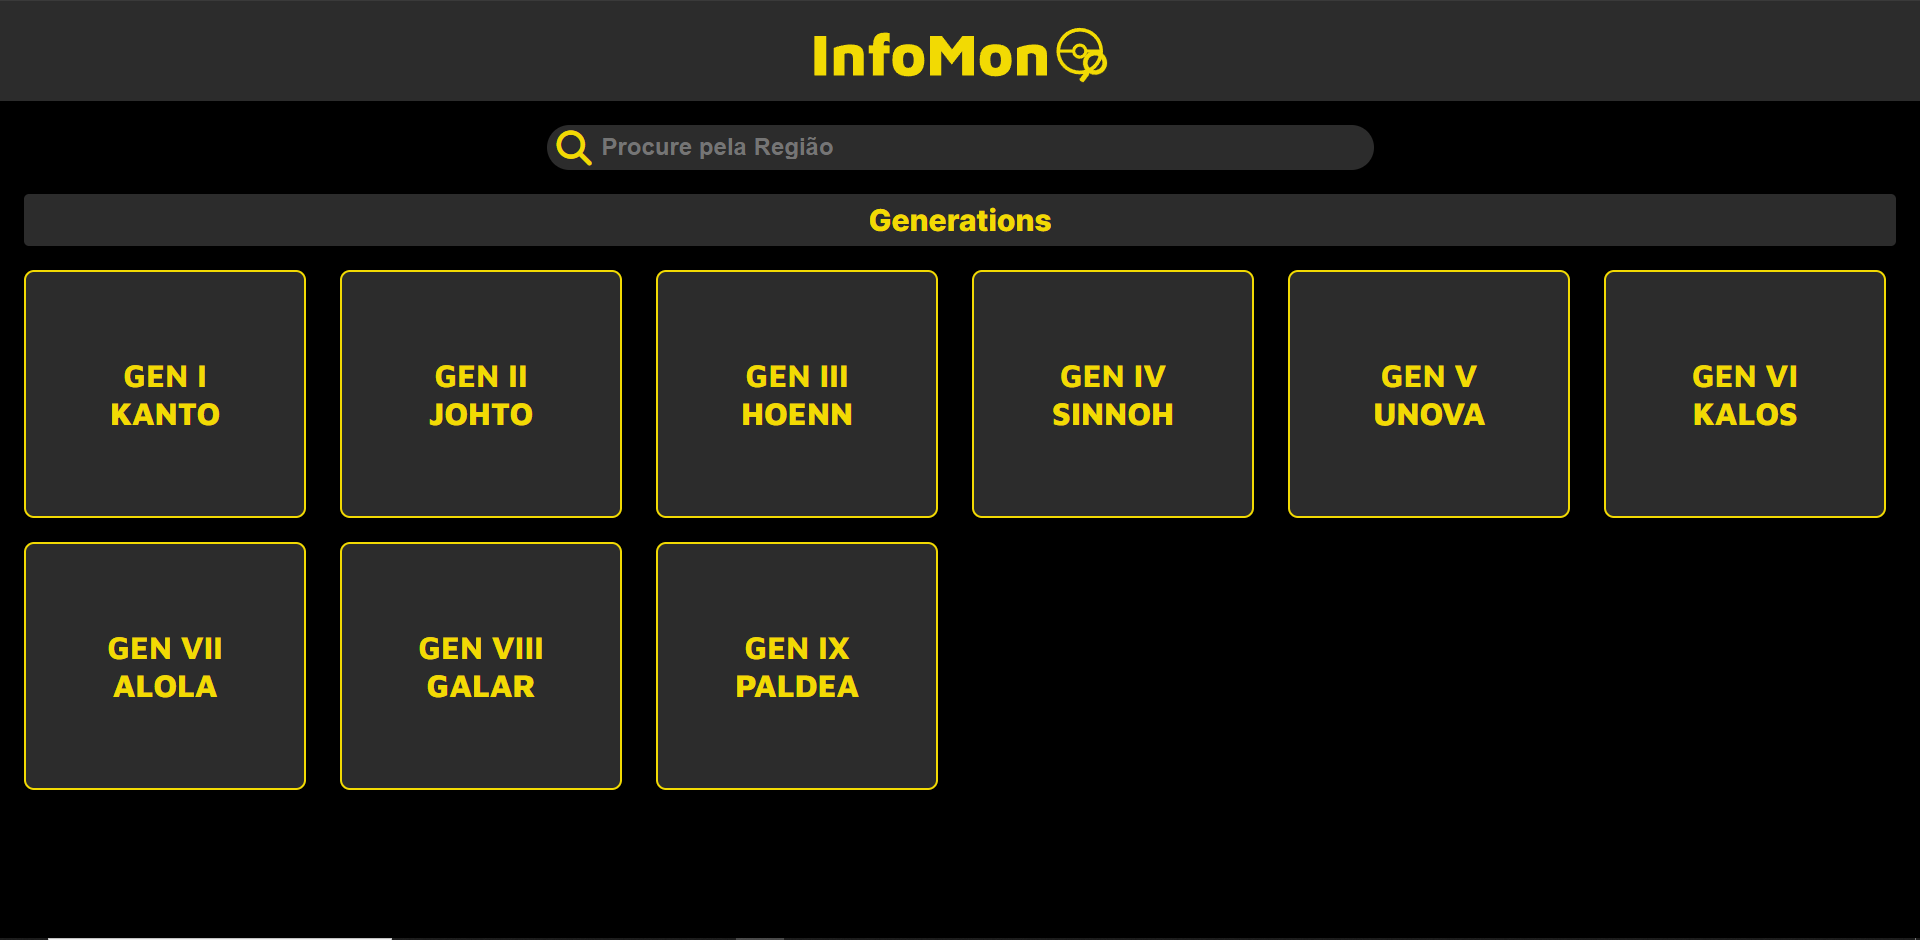 InfoMon
Procure pela Região
Generations
GEN I
KANTO
GEN II
JOHTO
GEN III
HOENN
GEN IV
SINNOH
GEN V
UNOVA
GEN VI
KALOS
GEN VII
ALOLA
GEN VIII
GALAR
GEN IX
PALDEA